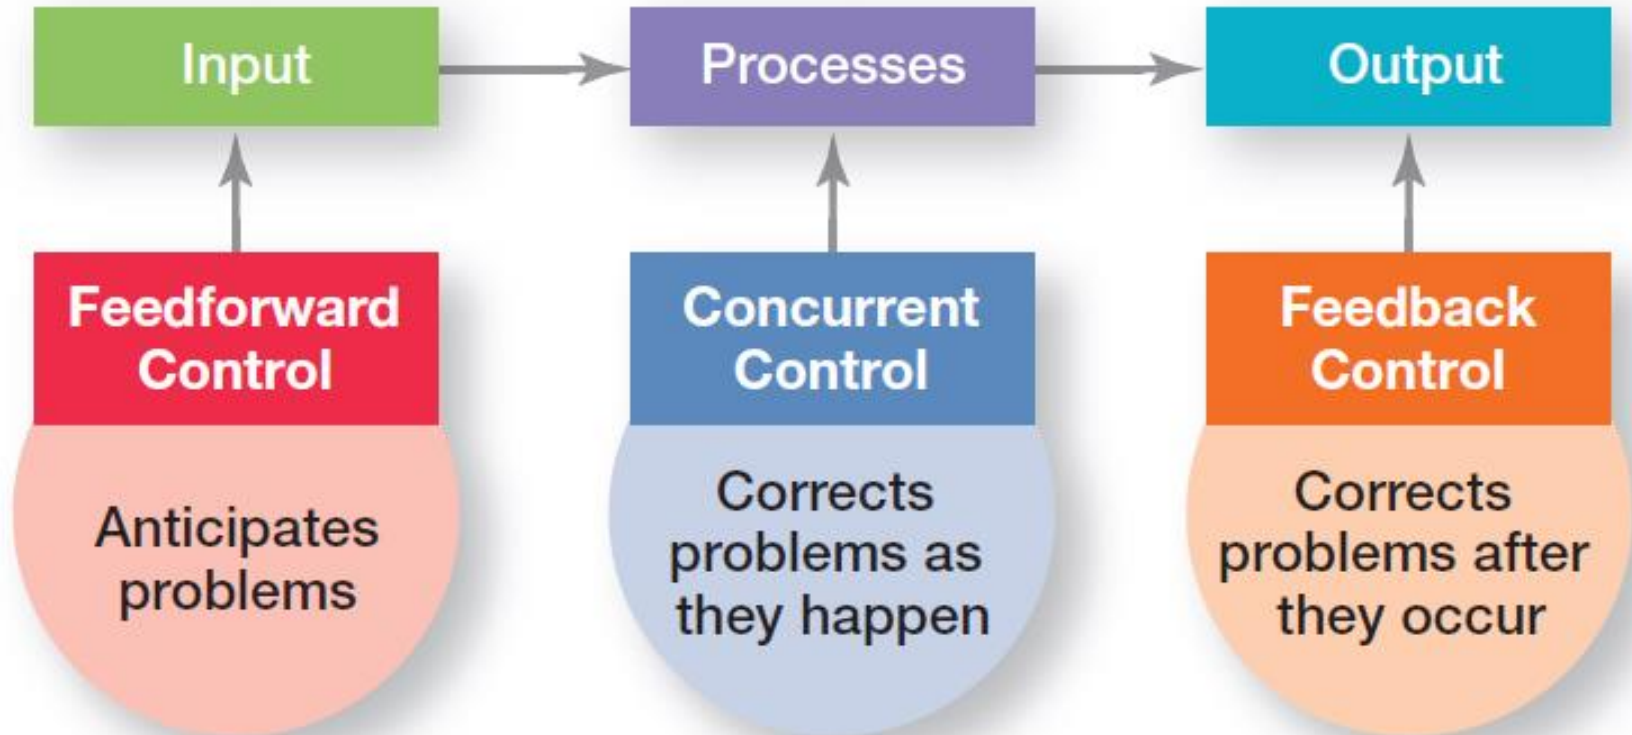 Input
Processes
Output
Feedforward
Control
Concurrent
Control
Feedback
Control
Anticipates
problems
Corrects
problems as
they happen
Corrects
problems after
they occur